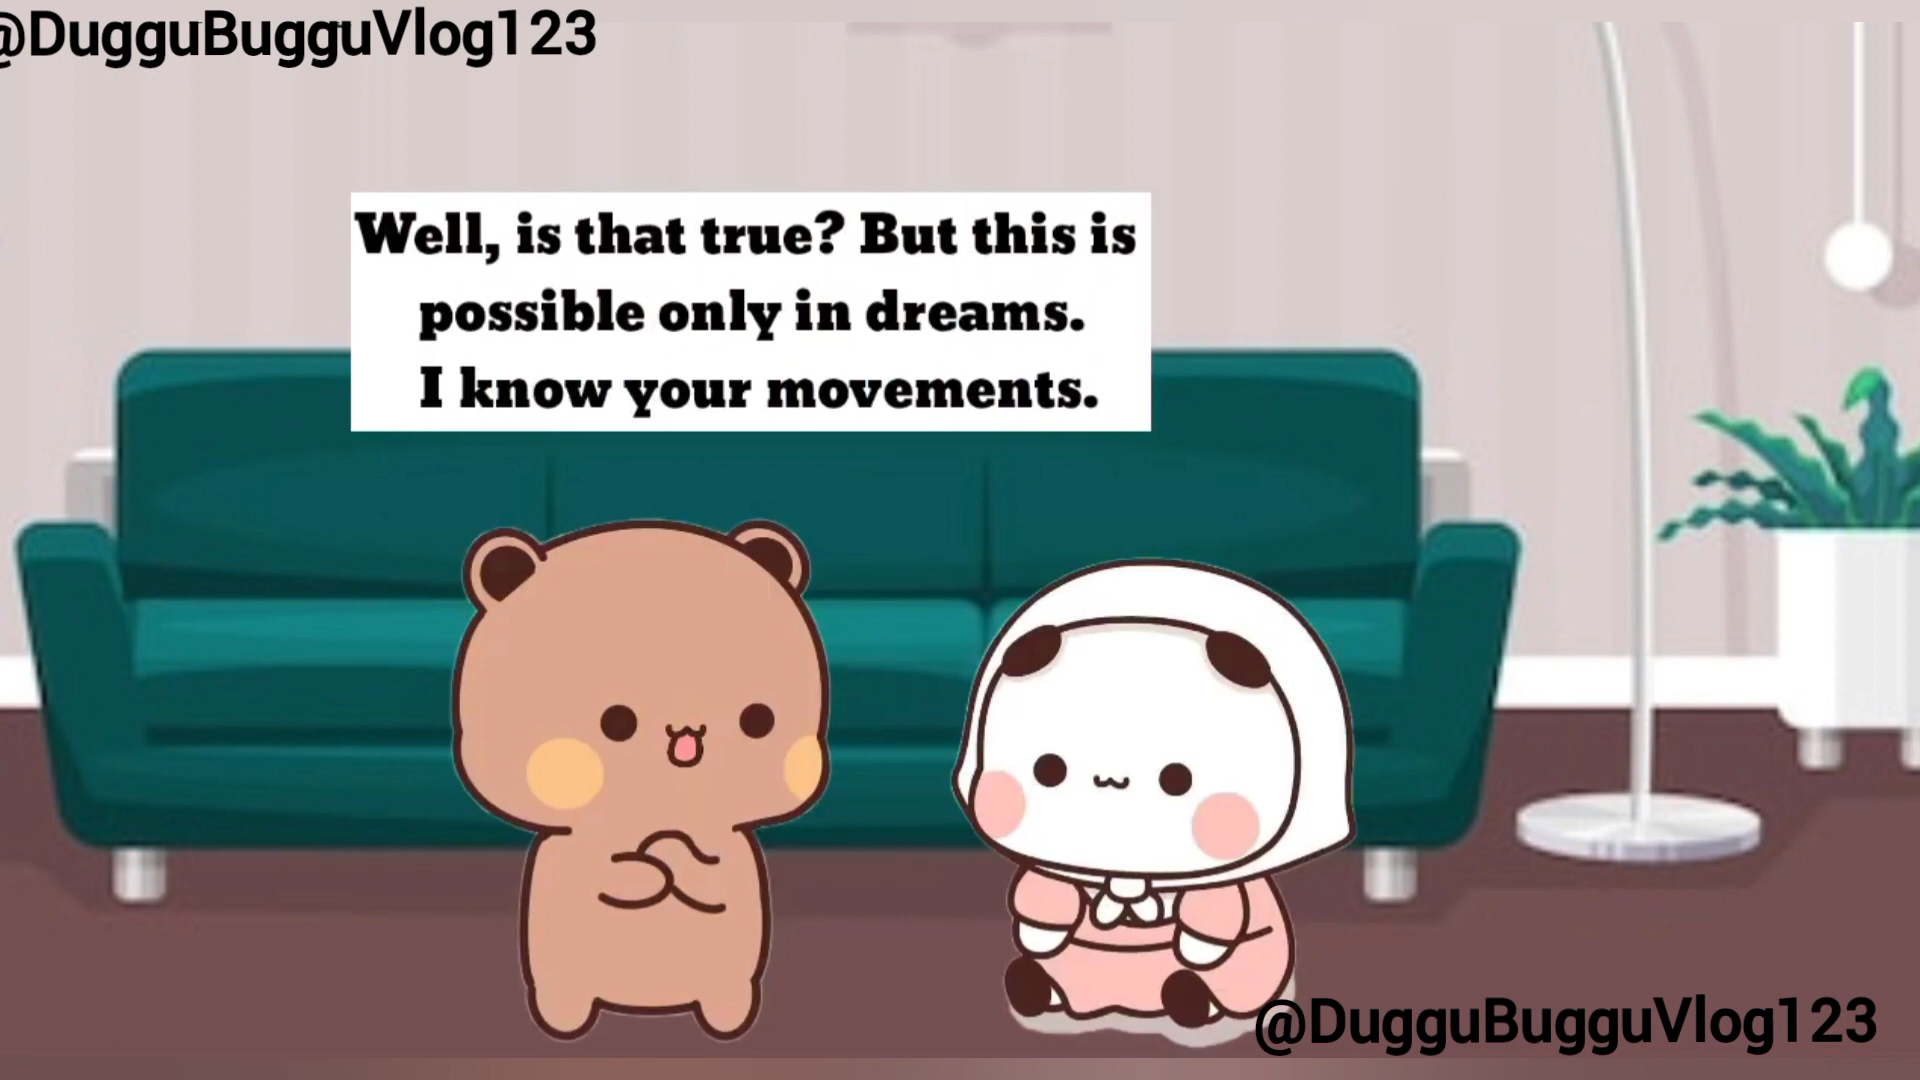 @DugguBugguVlog123
Well, is that true? But this is
possible only in dreams.
I know your movements.
@DugguBugguVlog123